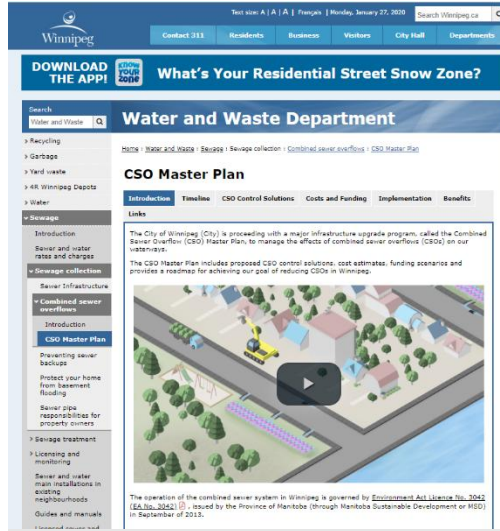 Text size: A | A | A | Français | Monday, January 27, 2020
Search Winnipeg.ca
Winnipeg
Contact 311 Residents Business Visitors City Hall Departments
DOWNLOAD THE APP!
KNOW YOUR ZONE
What's Your Residential Street Snow Zone?
Search
Water and Waste
Water and Waste Department
> Recycling
> Garbage
> Yard waste
> 4R Winnipeg Depots
> Water
Sewage
Introduction
Sewer and water
rates and charges
Sewage collection
Sewer Infrastructure
Combined sewer
overflows
Introduction
CSO Master Plan
Preventing sewer
backups
Protect your home
from basement
flooding
Sewer pipe
responsibilities for
property owners
> Sewage treatment
> Licensing and
monitoring
Sewer and water
main installations in
existing
neighbourhoods
Guides and manuals
Home > Water and Waste > Sewage > Sewage collection > Combined sewer overflows > CSO Master Plan
CSO Master Plan
Introduction Timeline CSO Control Solutions Costs and Funding Implementation Benefits
Links
The City of Winnipeg (City) is proceeding with a major infrastructure upgrade program, called the Combined
Sewer Overflow (CSO) Master Plan, to manage the effects of combined sewer overflows (CSOs) on our
waterways.
The CSO Master Plan includes proposed CSO control solutions, cost estimates, funding scenarios and
provides a roadmap for achieving our goal of reducing CSOs in Winnipeg.
The operation of the combined sewer system in Winnipeg is governed by Environment Act Licence No. 3042
(EA No. 3042), issued by the Province of Manitoba (through Manitoba Sustainable Development or MSD)
in September of 2013.